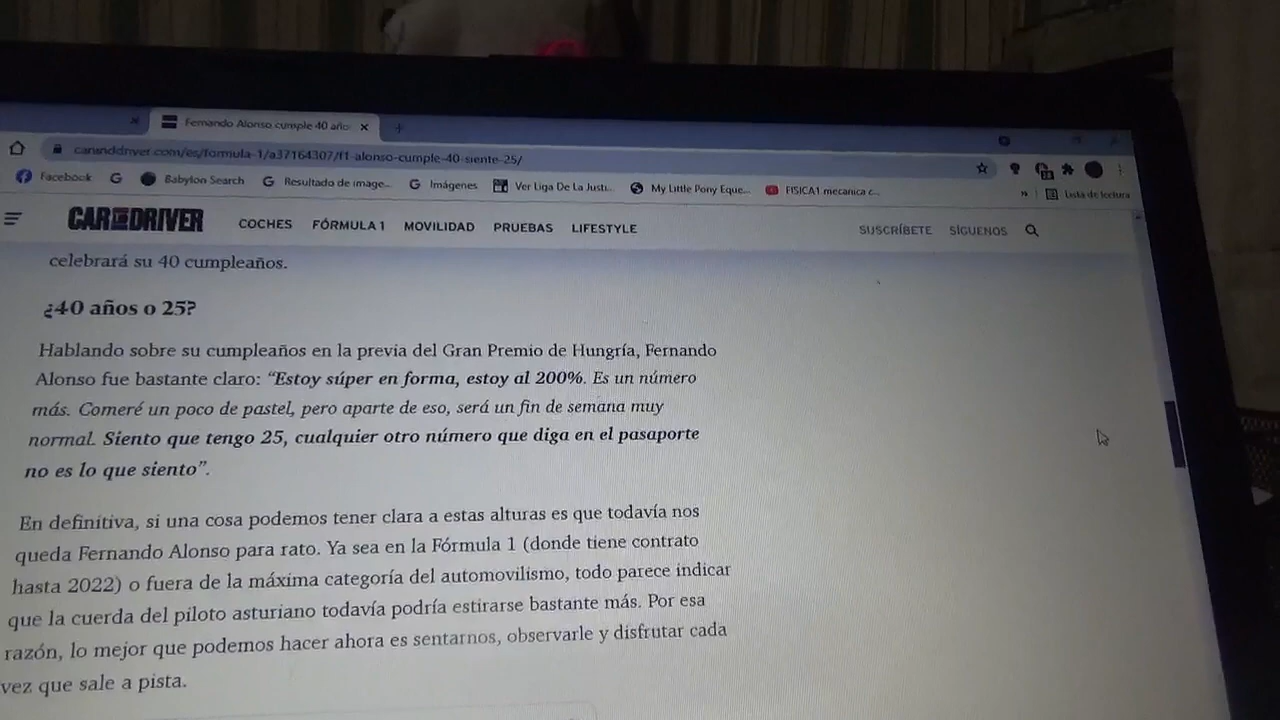 Fernando Alonso cumple 40 año
carandddriver.com/es/formula-1/a37164307/f1-alonso-cumple-40-siente-25/
Facebook
Babylon Search
Resultado de image...
Imágenes
Ver Liga De La Justi...
My Little Pony Eque...
FISICA1 mecanica c...
»
Lista de lectura
CAR AND DRIVER
COCHES FÓRMULA 1 MOVILIDAD PRUEBAS LIFESTYLE
SUSCRÍBETE SÍGUENOS
celebrará su 40 cumpleaños.
¿40 años o 25?
Hablando sobre su cumpleaños en la previa del Gran Premio de Hungría, Fernando
Alonso fue bastante claro: “Estoy súper en forma, estoy al 200%. Es un número
más. Comeré un poco de pastel, pero aparte de eso, será un fin de semana muy
normal. Siento que tengo 25, cualquier otro número que diga en el pasaporte
no es lo que siento”.
En definitiva, si una cosa podemos tener clara a estas alturas es que todavía nos
queda Fernando Alonso para rato. Ya sea en la Fórmula 1 (donde tiene contrato
hasta 2022) o fuera de la máxima categoría del automovilismo, todo parece indicar
que la cuerda del piloto asturiano todavía podría estirarse bastante más. Por esa
razón, lo mejor que podemos hacer ahora es sentarnos, observarle y disfrutar cada
vez que sale a pista.